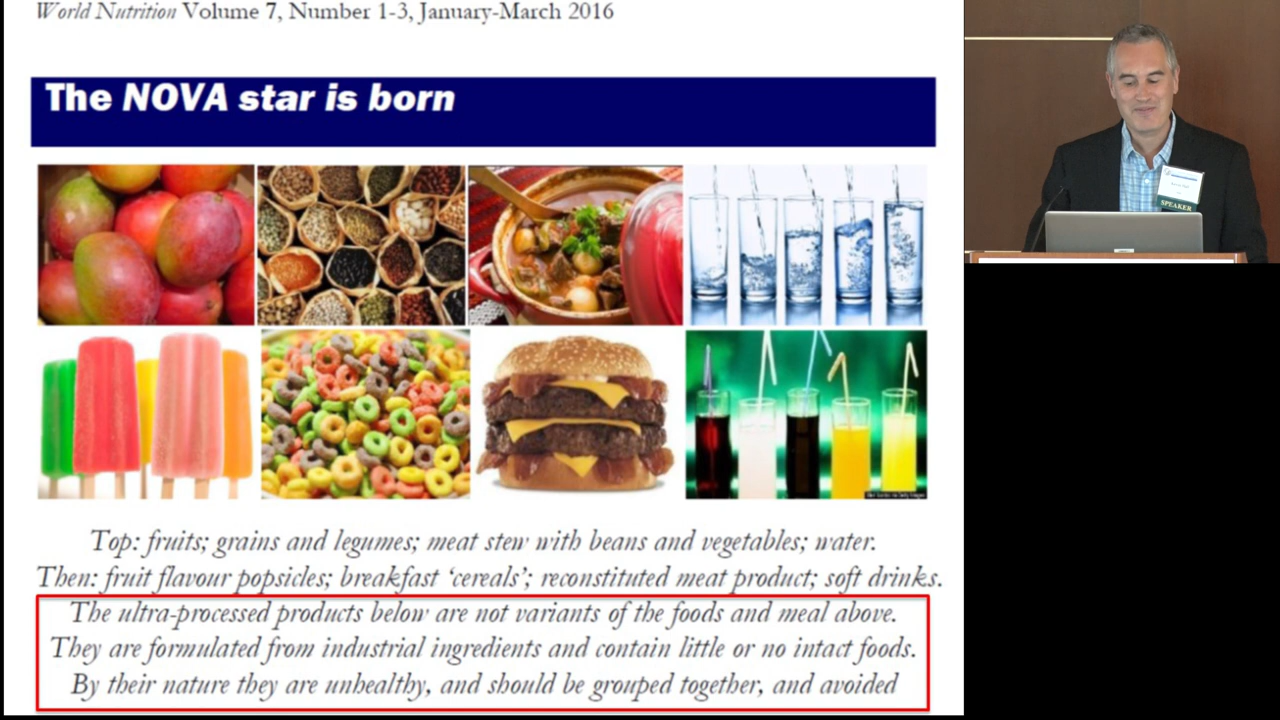 World Nutrition Volume 7, Number 1-3, January-March 2016
The NOVA star is born
Top: fruits; grains and legumes; meat stew with beans and vegetables; water.
Then: fruit flavour popsicles; breakfast ‘cereals’; reconstituted meat product; soft drinks.
The ultra-processed products below are not variants of the foods and meal above.
They are formulated from industrial ingredients and contain little or no intact foods.
By their nature they are unhealthy, and should be grouped together, and avoided
SPEAKER